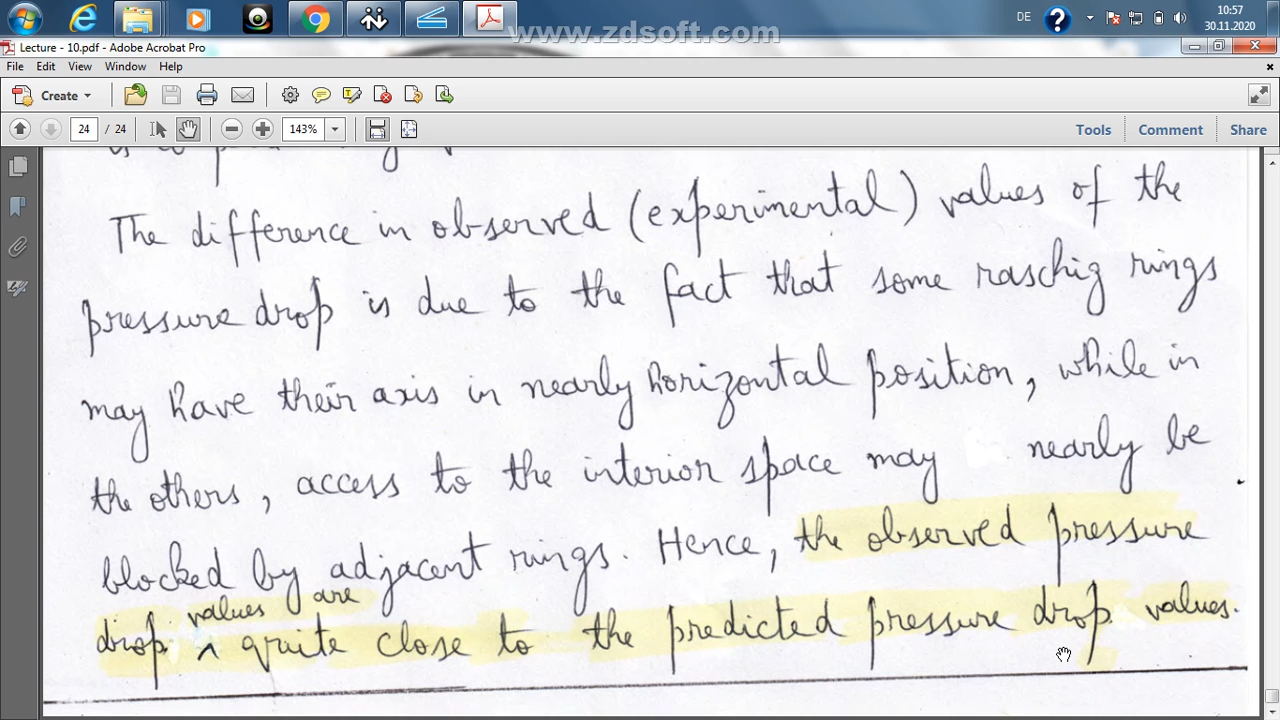 10:57
DE
30.11.2020
www.zdsoft.com
Lecture - 10.pdf - Adobe Acrobat Pro
File Edit View Window Help
Create
24 / 24 143% Tools Comment Share
The difference in observed (experimental) values of the
pressure drop is due to the fact that some raschig rings
may have their axis in nearly horizontal position, while in
the others, access to the interior space may nearly be
blocked by adjacent rings. Hence, the observed pressure
values are
drop ^ quite close to the predicted pressure drop values.